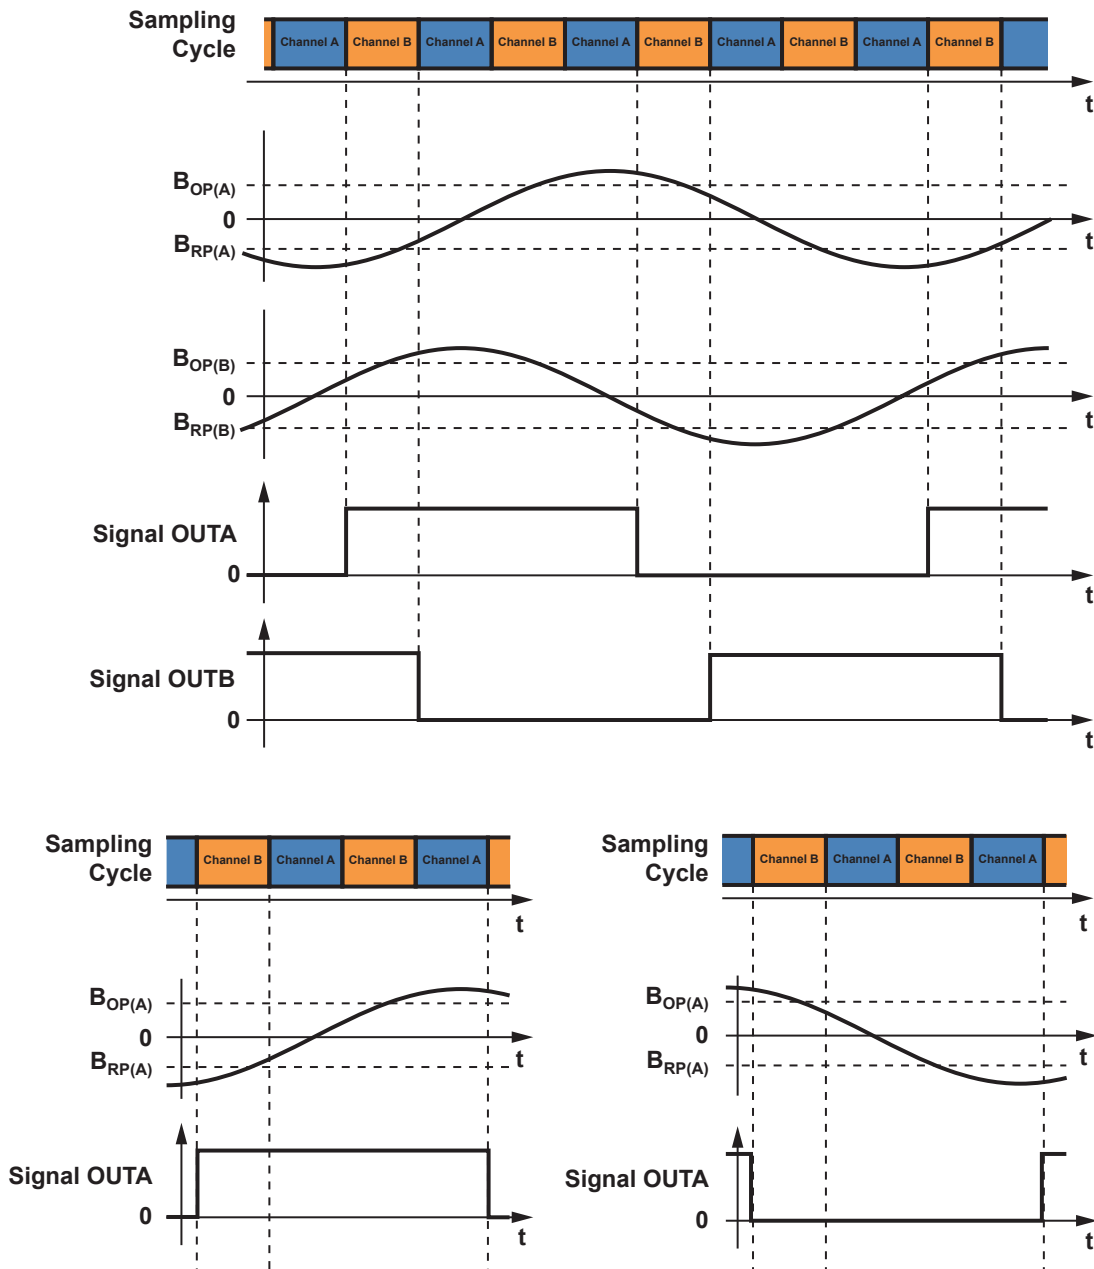 Sampling
Cycle
Channel A Channel B Channel A Channel B Channel A Channel B Channel A Channel B Channel A Channel B
t
BOP(A)
0
BRP(A)
t
BOP(B)
0
BRP(B)
t
Signal OUTA
0
t
Signal OUTB
0
t
Sampling
Cycle
Channel B Channel A Channel B Channel A
t
BOP(A)
0
BRP(A)
t
Signal OUTA
0
t
Sampling
Cycle
Channel B Channel A Channel B Channel A
t
BOP(A)
0
BRP(A)
t
Signal OUTA
0
t